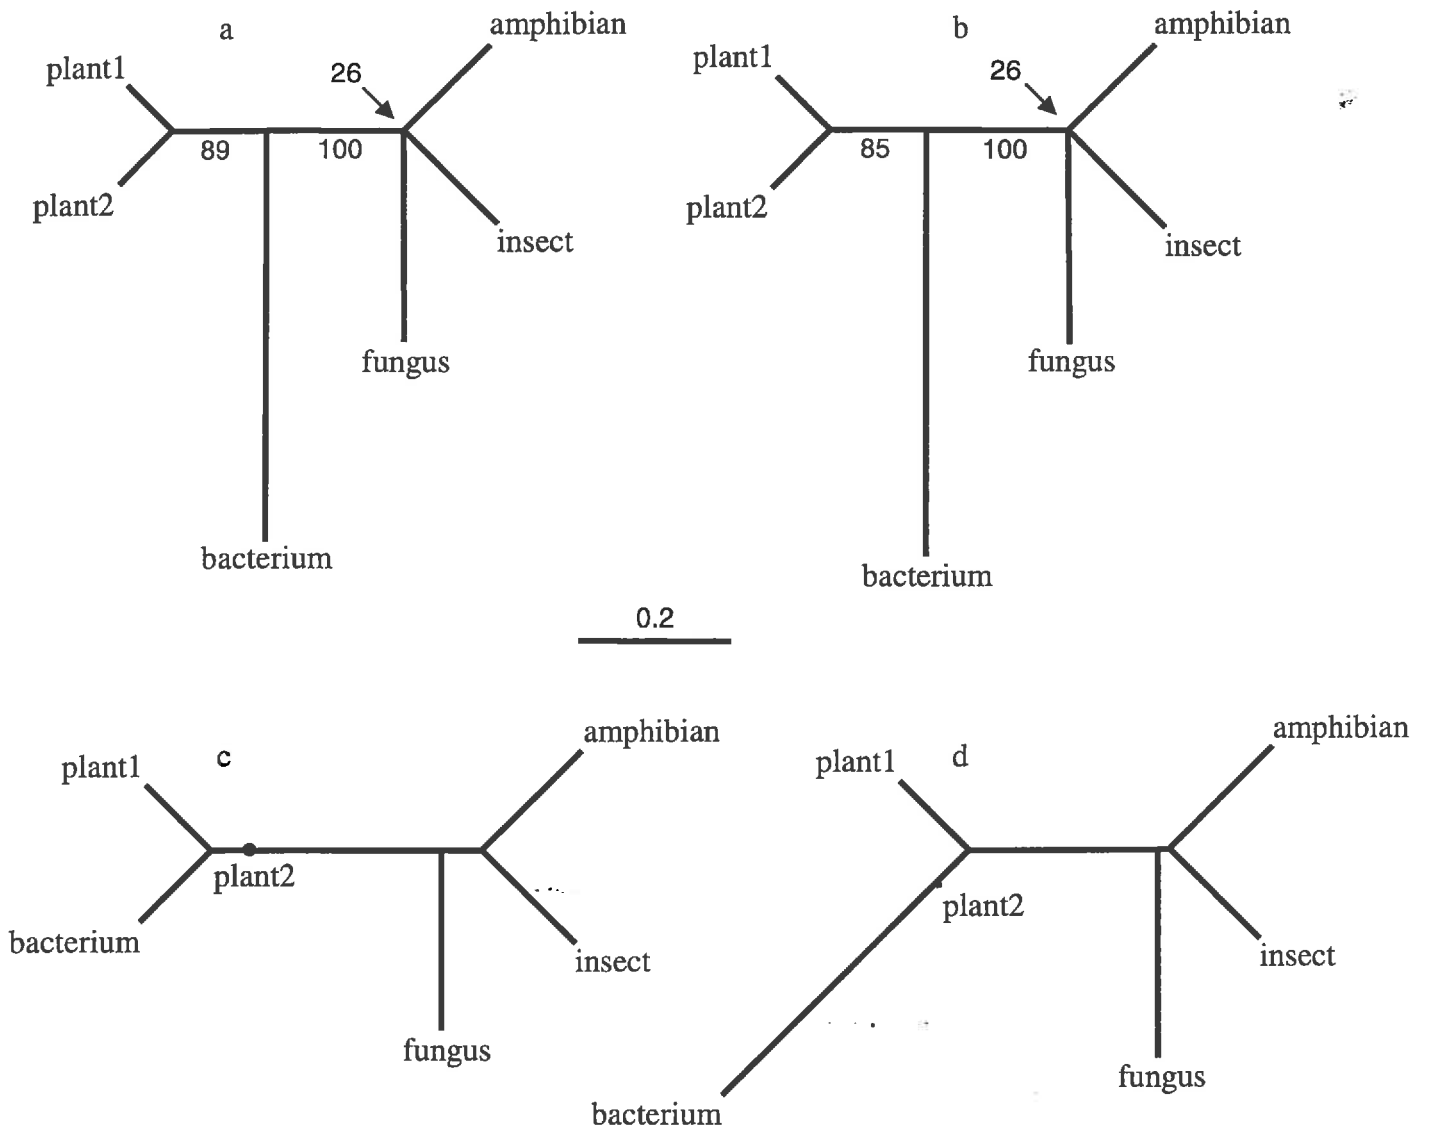 a
amphibian
plant1
26
89
100
plant2
insect
fungus
bacterium
b
amphibian
plant1
26
85
100
plant2
insect
fungus
bacterium
0.2
c
amphibian
plant1
plant2
bacterium
insect
fungus
d
amphibian
plant1
plant2
insect
fungus
bacterium